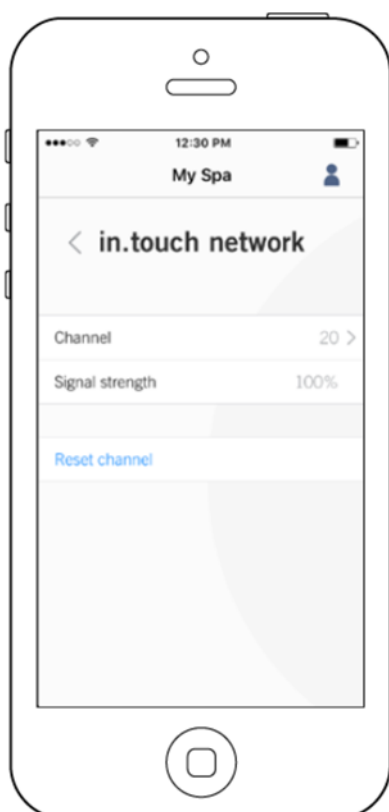 12:30 PM
My Spa
in.touch network
Channel 20
Signal strength 100%
Reset channel